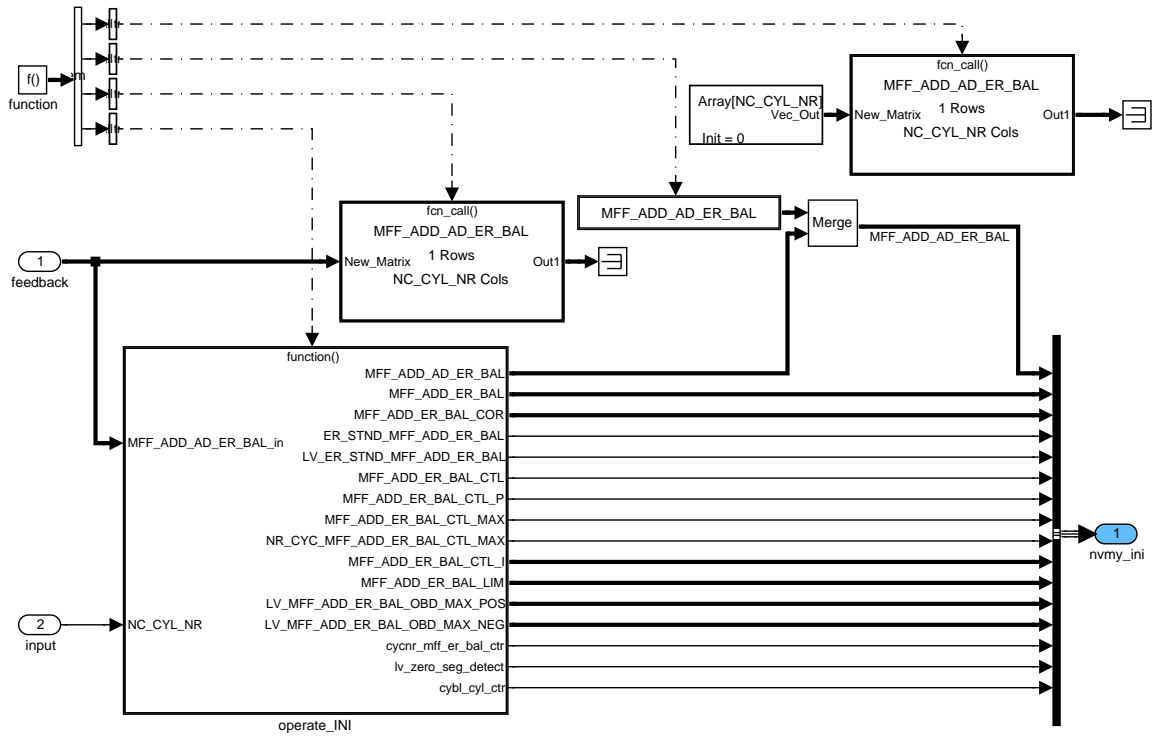 f()
function
fcn_call()
MFF_ADD_AD_ER_BAL
1 Rows
NC_CYL_NR Cols
New_Matrix
Out1
Array[NC_CYL_NR]
Vec_Out
Init = 0
fcn_call()
MFF_ADD_AD_ER_BAL
1 Rows
NC_CYL_NR Cols
New_Matrix
Out1
MFF_ADD_AD_ER_BAL
Merge
MFF_ADD_AD_ER_BAL
1
feedback
function()
MFF_ADD_AD_ER_BAL_in
NC_CYL_NR
MFF_ADD_AD_ER_BAL
MFF_ADD_ER_BAL
MFF_ADD_ER_BAL_COR
ER_STND_MFF_ADD_ER_BAL
LV_ER_STND_MFF_ADD_ER_BAL
MFF_ADD_ER_BAL_CTL
MFF_ADD_ER_BAL_CTL_P
MFF_ADD_ER_BAL_CTL_MAX
NR_CYC_MFF_ADD_ER_BAL_CTL_MAX
MFF_ADD_ER_BAL_CTL_I
MFF_ADD_ER_BAL_LIM
LV_MFF_ADD_ER_BAL_OBD_MAX_POS
LV_MFF_ADD_ER_BAL_OBD_MAX_NEG
cycnr_mff_er_bal_ctr
lv_zero_seg_detect
cybl_cyl_ctr
operate_INI
2
input
1
nvmy_ini